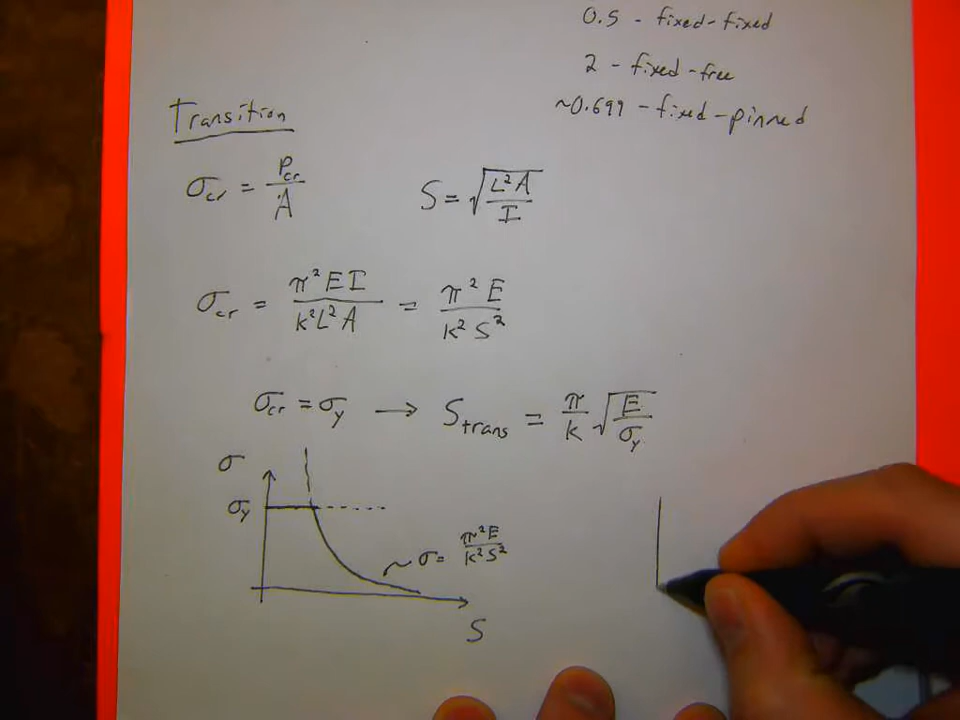 0.5 - fixed-fixed
2 - fixed-free
~0.699 - fixed-pinned
Transition
σcr = Pcr/A    S = √(L²A/I)
σcr = π²EI/k²L²A = π²E/k²S²
σcr = σy → Strans = π/k √(E/σy)
σ
σy
~ σ = π²E/k²S²
S